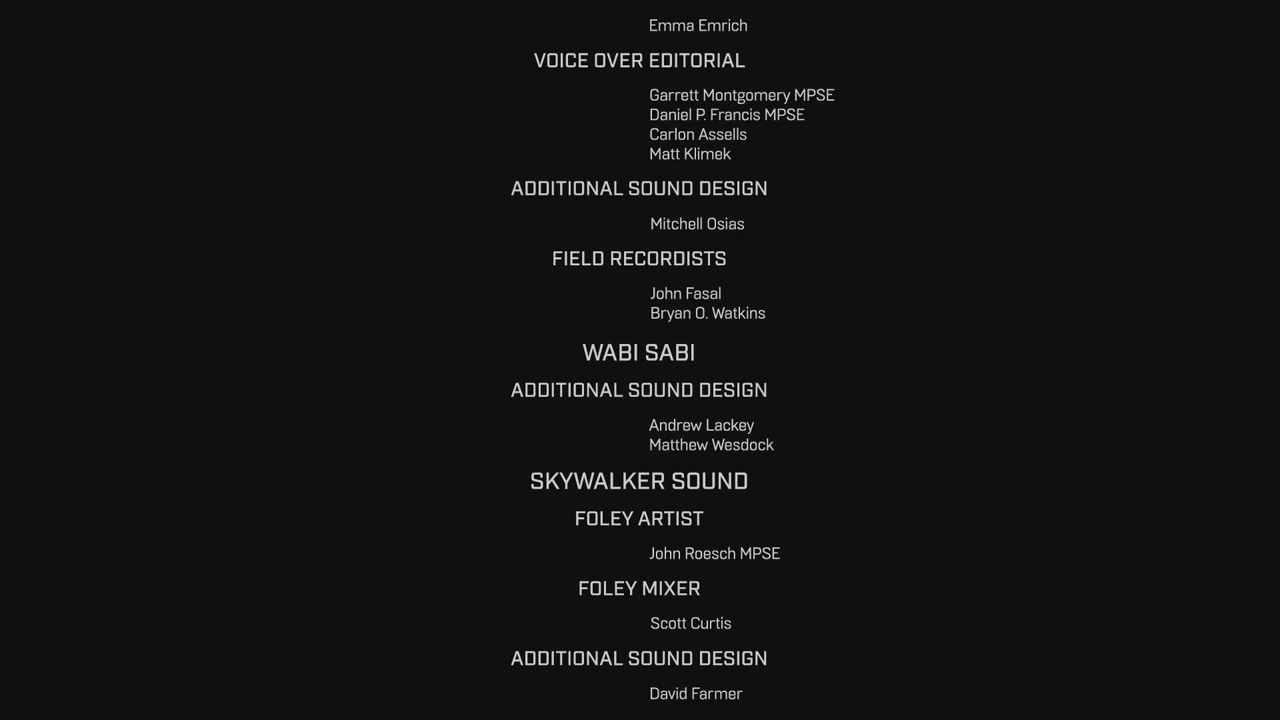 Emma Emrich
VOICE OVER EDITORIAL
Garrett Montgomery MPSE
Daniel P. Francis MPSE
Carlon Assells
Matt Klimek
ADDITIONAL SOUND DESIGN
Mitchell Osias
FIELD RECORDISTS
John Fasal
Bryan O. Watkins
WABI SABI
ADDITIONAL SOUND DESIGN
Andrew Lackey
Matthew Wesdock
SKYWALKER SOUND
FOLEY ARTIST
John Roesch MPSE
FOLEY MIXER
Scott Curtis
ADDITIONAL SOUND DESIGN
David Farmer